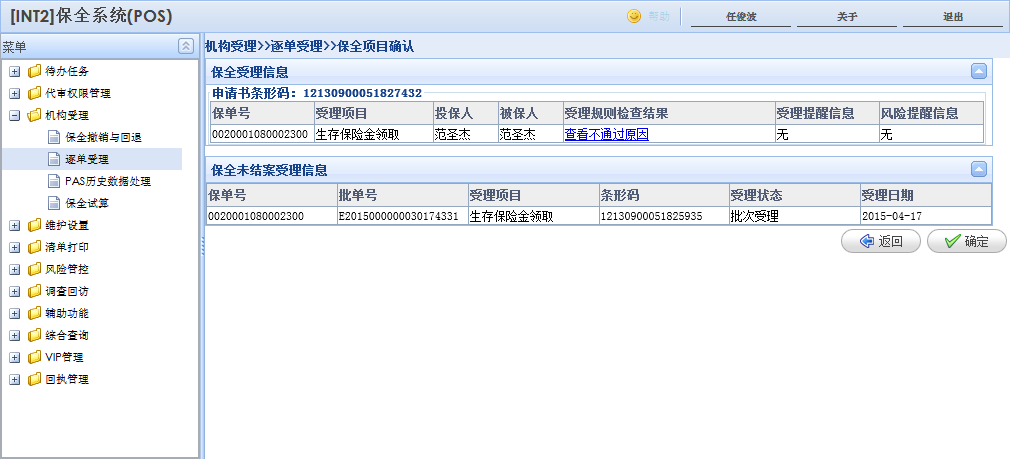 [INT2]保全系统(POS) 帮助 任俊波 关于 退出
菜单
待办任务
代审权限管理
机构受理
保全撤销与回退
逐单受理
PAS历史数据处理
保全试算
维护设置
清单打印
风险管控
调查回访
辅助功能
综合查询
VIP管理
回执管理
机构受理>>逐单受理>>保全项目确认
保全受理信息
申请书条形码：12130900051827432
保单号 受理项目 投保人 被保人 受理规则检查结果 受理提醒信息 风险提醒信息
0020001080002300 生存保险金领取 范圣杰 范圣杰 查看不通过原因 无 无
保全未结案受理信息
保单号 批单号 受理项目 条形码 受理状态 受理日期
0020001080002300 E2015000000030174331 生存保险金领取 12130900051825935 批次受理 2015-04-17
返回 确定